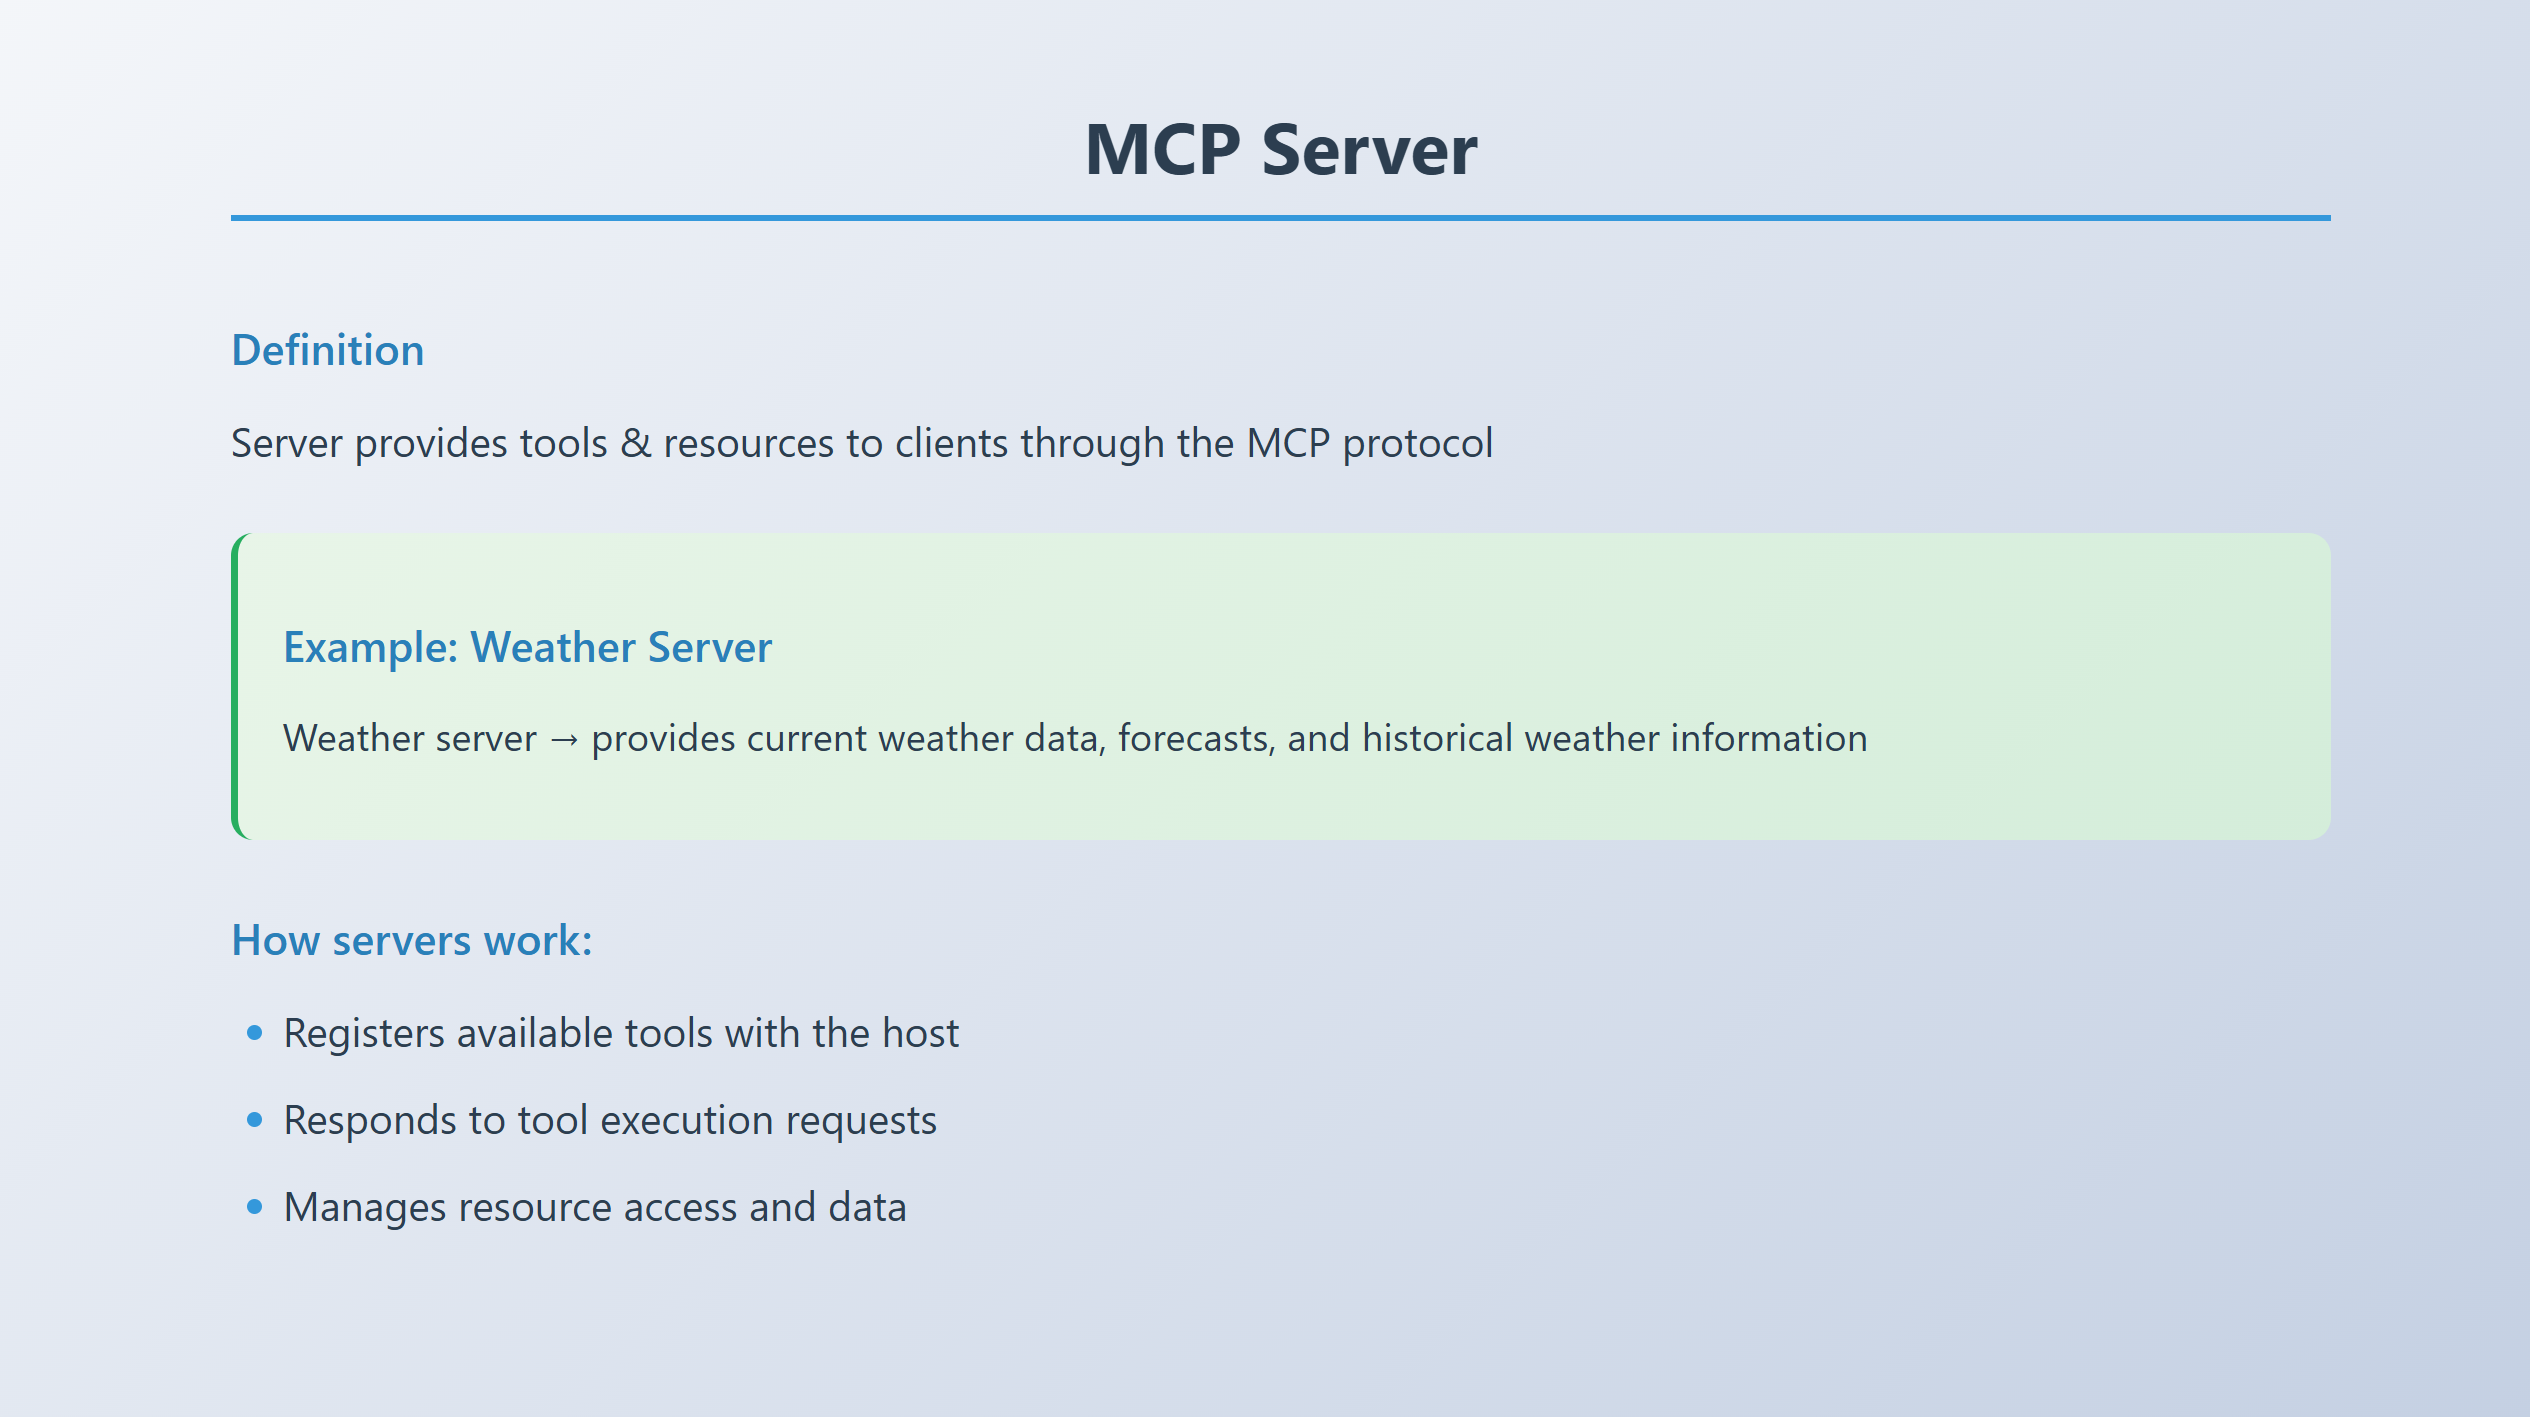 MCP Server
Definition
Server provides tools & resources to clients through the MCP protocol
Example: Weather Server
Weather server → provides current weather data, forecasts, and historical weather information
How servers work:
Registers available tools with the host
Responds to tool execution requests
Manages resource access and data